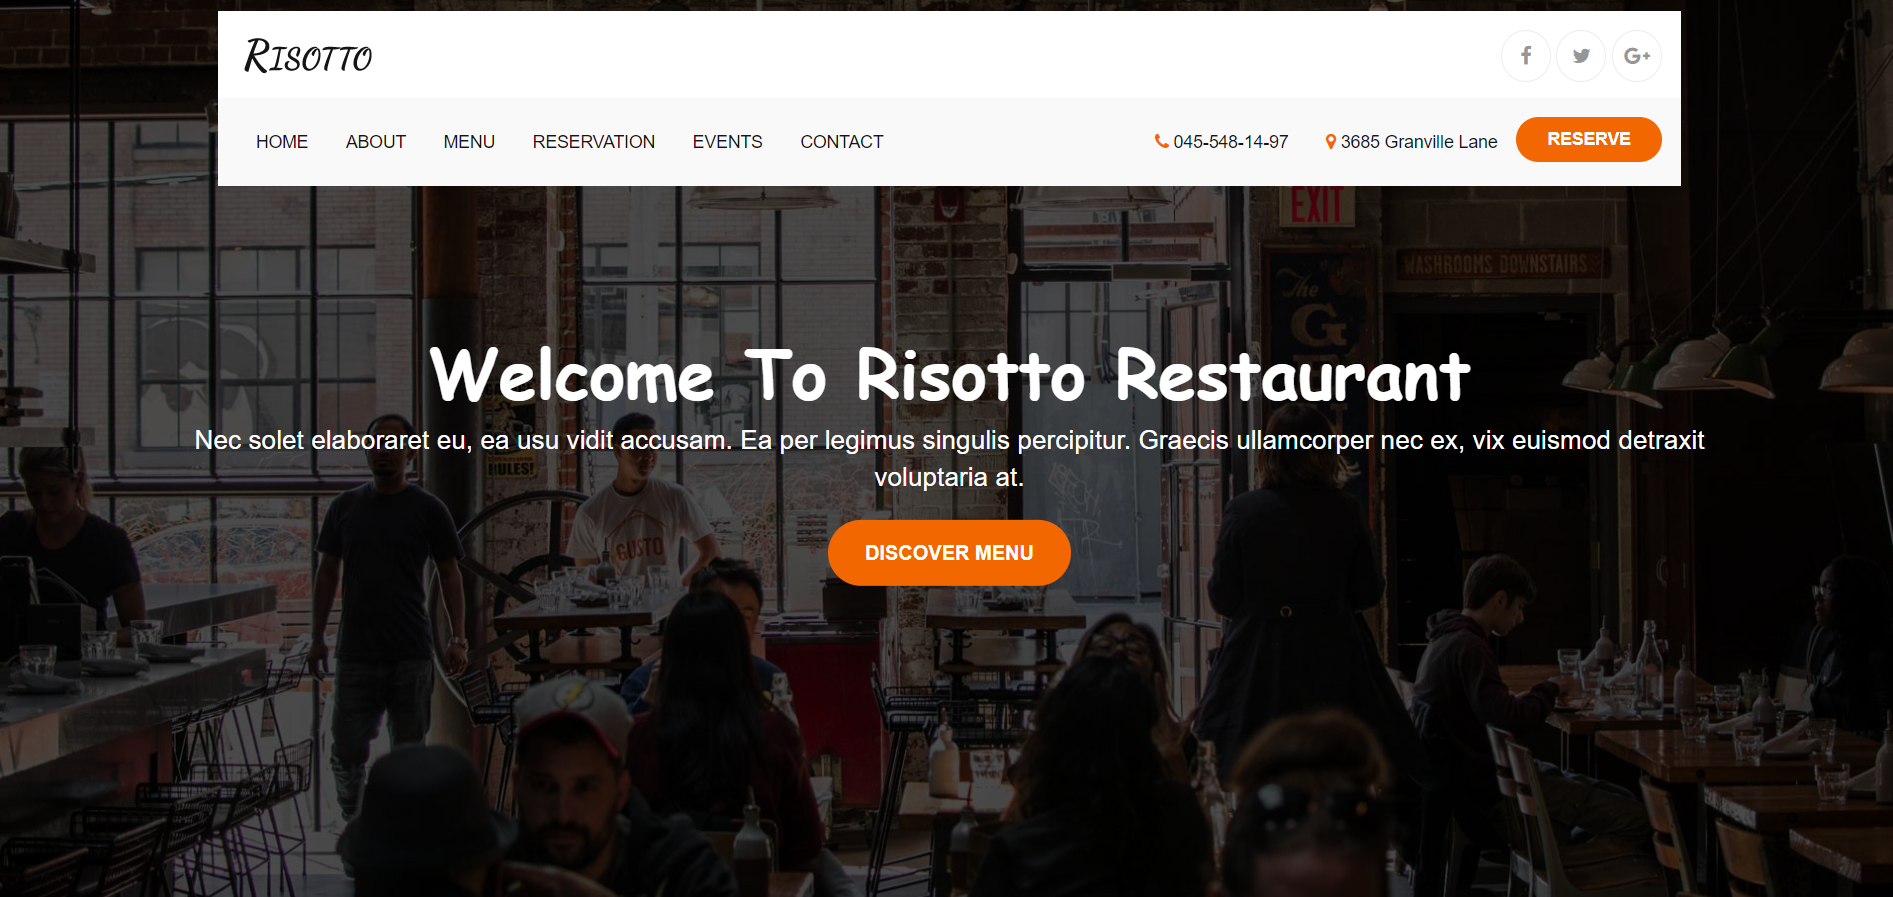 RISOTTO
HOME ABOUT MENU RESERVATION EVENTS CONTACT 045-548-14-97 3685 Granville Lane RESERVE
EXIT
WASHROOMS DOWNSTAIRS
The
G
Welcome To Risotto Restaurant
Nec solet elaboraret eu, ea usu vidit accusam. Ea per legimus singulis percipitur. Graecis ullamcorper nec ex, vix euismod detraxit
voluptaria at.
RULES!
GUSTO
DISCOVER MENU